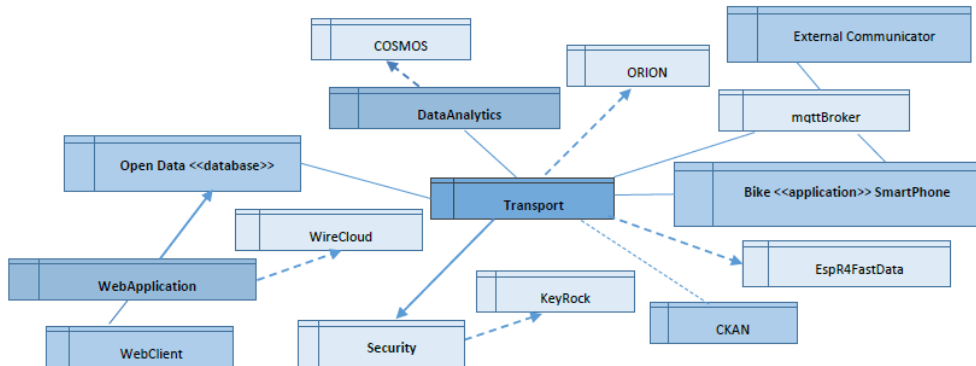 External Communicator
COSMOS
ORION
DataAnalytics
mqttBroker
Open Data <<database>>
Transport
Bike <<application>> SmartPhone
WireCloud
EspR4FastData
WebApplication
KeyRock
CKAN
Security
WebClient